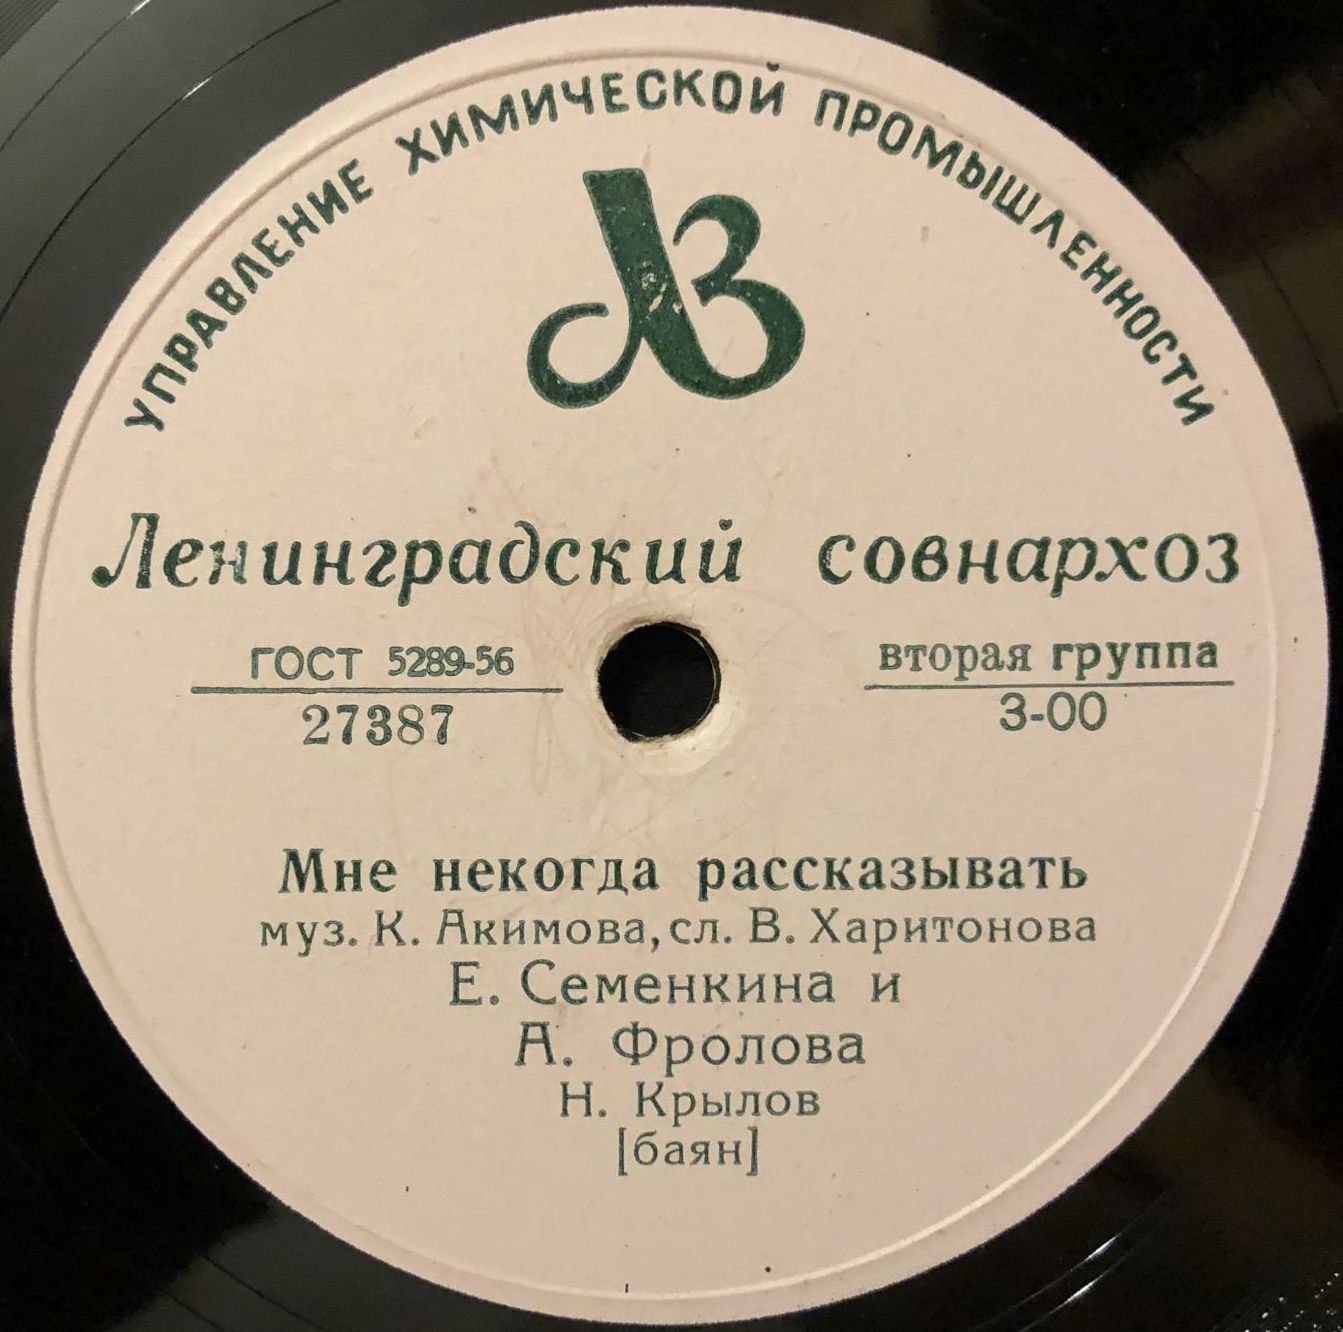 УПРАВЛЕНИЕ ХИМИЧЕСКОЙ ПРОМЫШЛЕННОСТИ
ЛВ
Ленинградский совнархоз
ГОСТ 5289-56
27387
вторая группа
3-00
Мне некогда рассказывать
муз. К. Акимова, сл. В. Харитонова
Е. Семенкина и
А. Фролова
Н. Крылов
[баян]